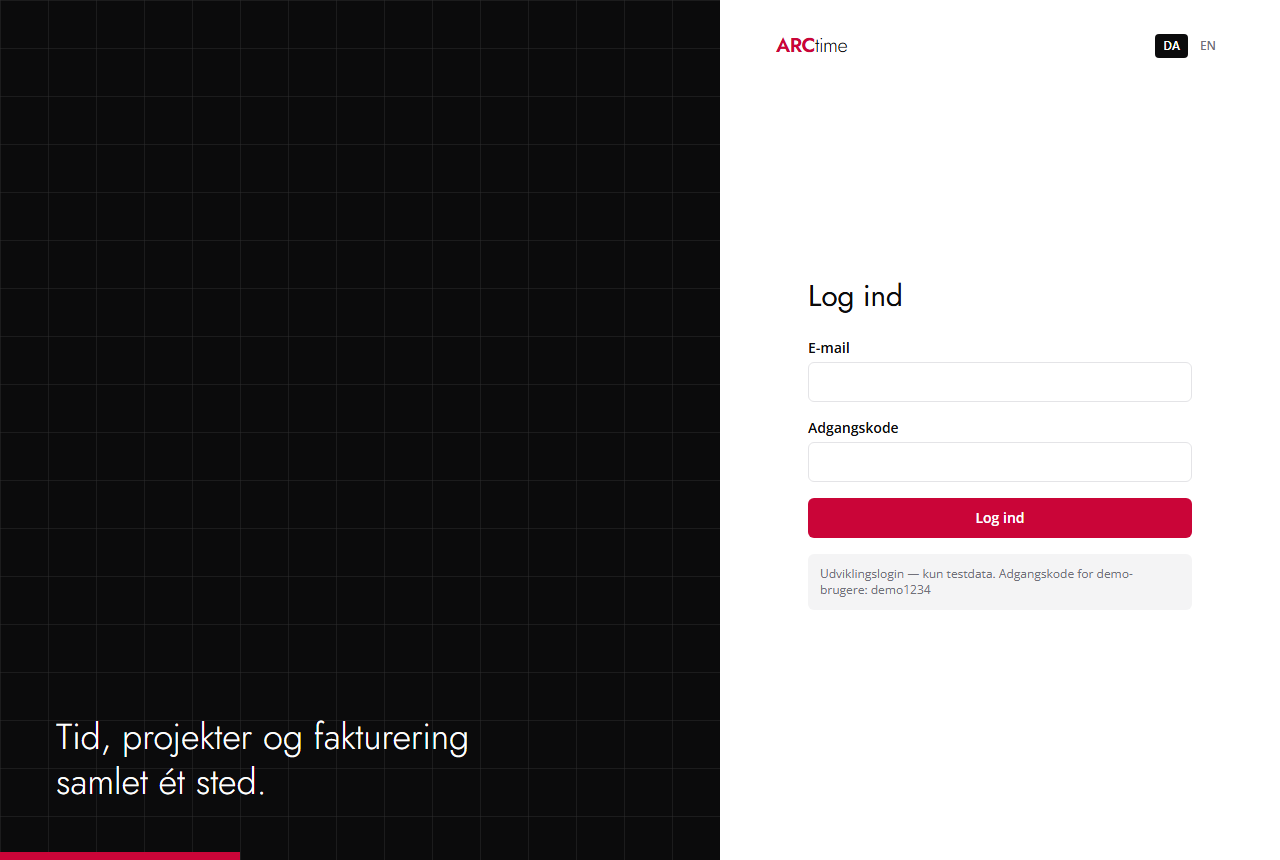 ARCtime
DA EN
Log ind
E-mail
Adgangskode
Log ind
Udviklingslogin — kun testdata. Adgangskode for demo-
brugere: demo1234
Tid, projekter og fakturering
samlet ét sted.